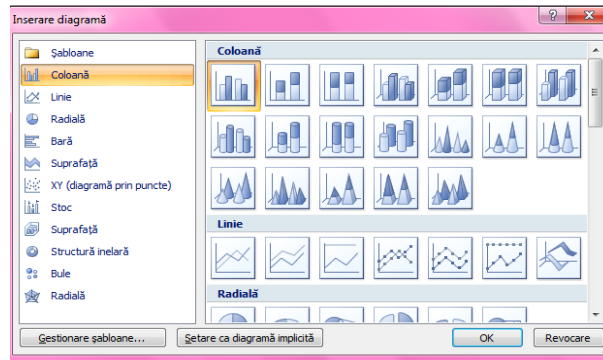 Inserare diagramă
Șabloane
Coloană
Linie
Radială
Bară
Suprafață
XY (diagramă prin puncte)
Stoc
Suprafață
Structură inelară
Bule
Radială
Coloană
Linie
Radială
Gestionare șabloane...
Setare ca diagramă implicită
OK
Revocare